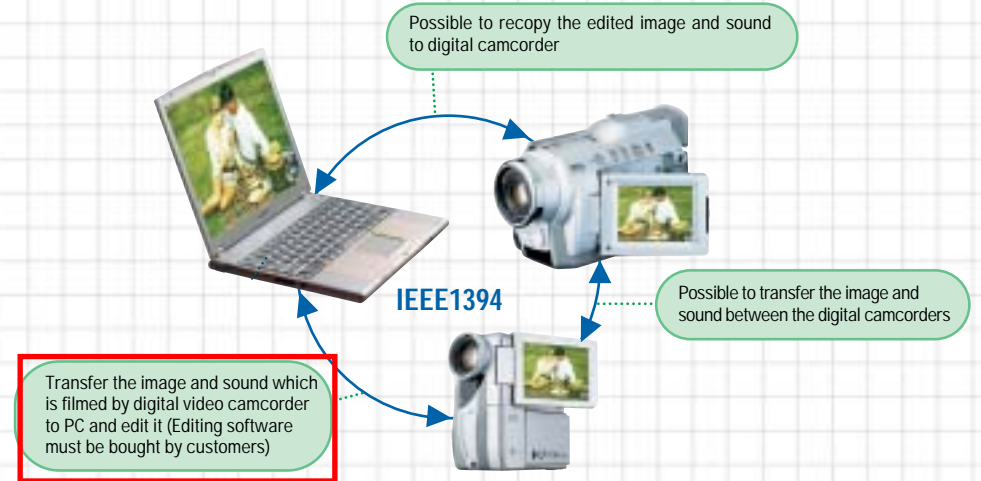 Possible to recopy the edited image and sound
to digital camcorder
IEEE1394
Possible to transfer the image and
sound between the digital camcorders
Transfer the image and sound which
is filmed by digital video camcorder
to PC and edit it (Editing software
must be bought by customers)